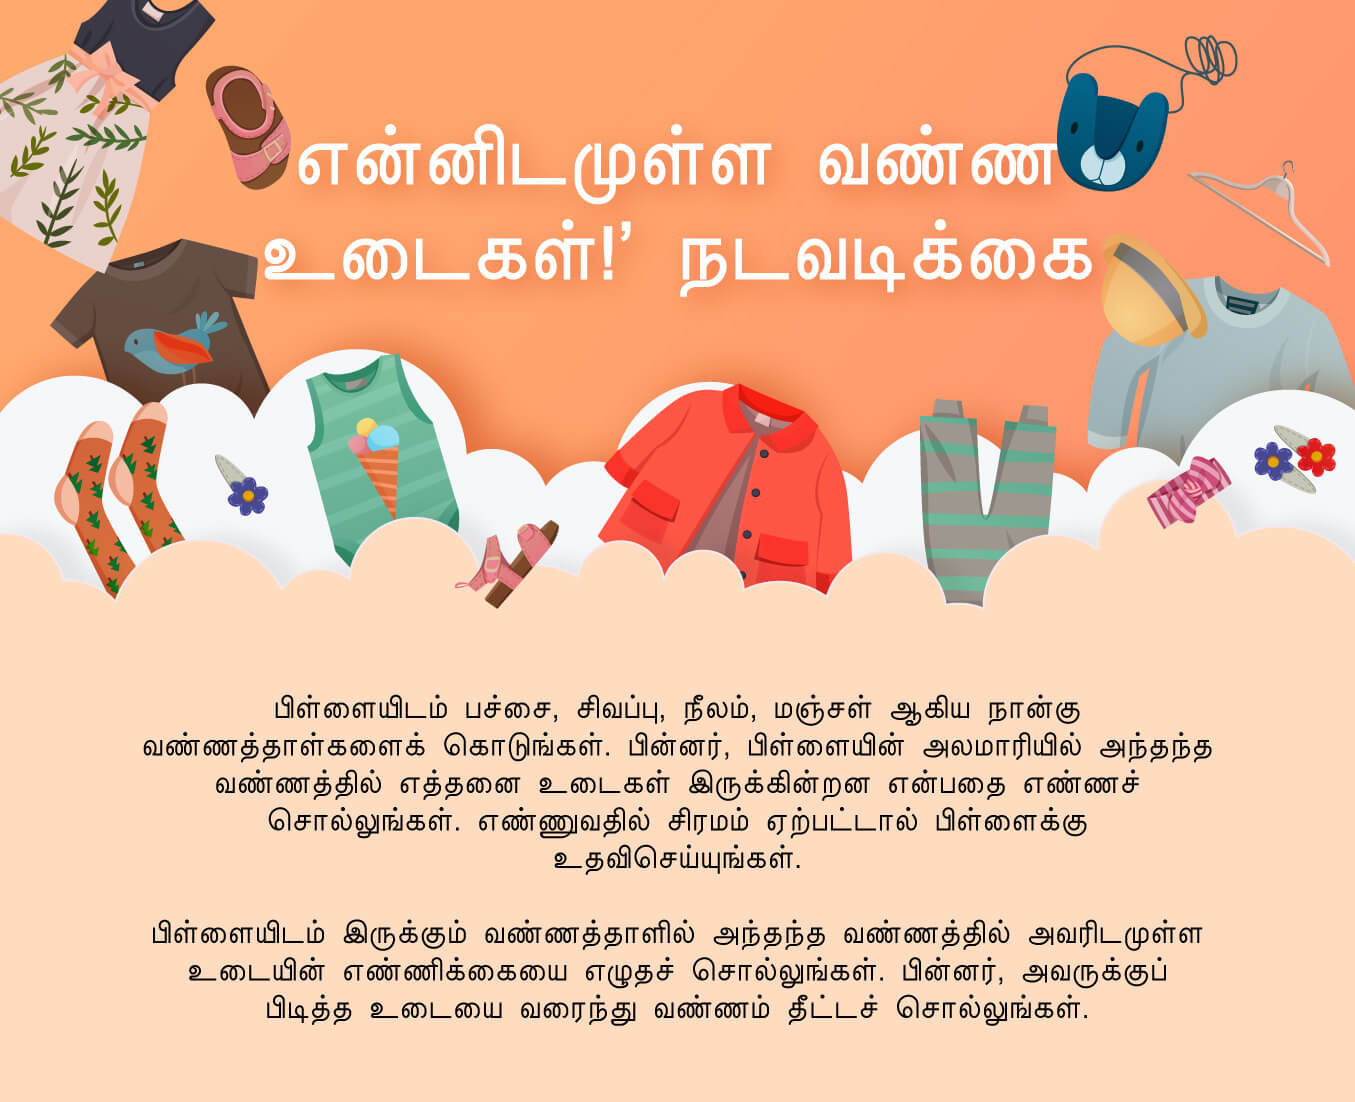 என்னிடமுள்ள வண்ண
உடைகள்!’ நடவடிக்கை
பிள்ளையிடம் பச்சை, சிவப்பு, நீலம், மஞ்சள் ஆகிய நான்கு
வண்ணத்தாள்களைக் கொடுங்கள். பின்னர், பிள்ளையின் அலமாரியில் அந்தந்த
வண்ணத்தில் எத்தனை உடைகள் இருக்கின்றன என்பதை எண்ணச்
சொல்லுங்கள். எண்ணுவதில் சிரமம் ஏற்பட்டால் பிள்ளைக்கு
உதவிசெய்யுங்கள்.
பிள்ளையிடம் இருக்கும் வண்ணத்தாளில் அந்தந்த வண்ணத்தில் அவரிடமுள்ள
உடையின் எண்ணிக்கையை எழுதச் சொல்லுங்கள். பின்னர், அவருக்குப்
பிடித்த உடையை வரைந்து வண்ணம் தீட்டச் சொல்லுங்கள்.